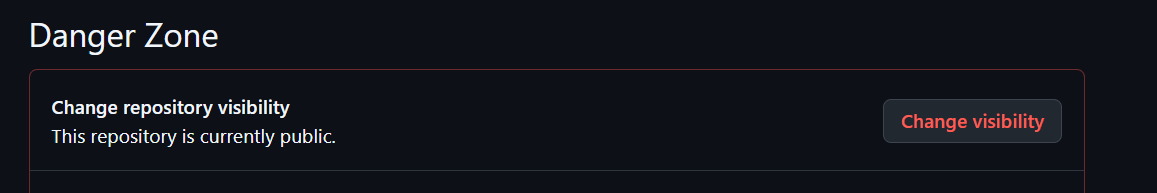 Danger Zone
Change repository visibility
This repository is currently public.
Change visibility